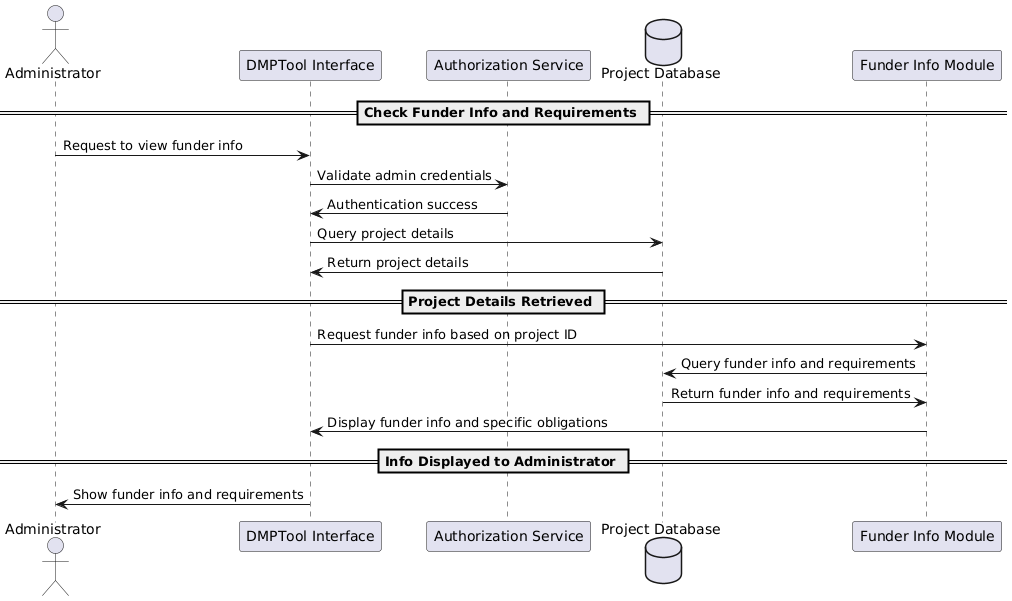 Administrator
DMPTool Interface
Authorization Service
Project Database
Funder Info Module
Check Funder Info and Requirements
Request to view funder info
Validate admin credentials
Authentication success
Query project details
Return project details
Project Details Retrieved
Request funder info based on project ID
Query funder info and requirements
Return funder info and requirements
Display funder info and specific obligations
Info Displayed to Administrator
Show funder info and requirements
Administrator
DMPTool Interface
Authorization Service
Project Database
Funder Info Module